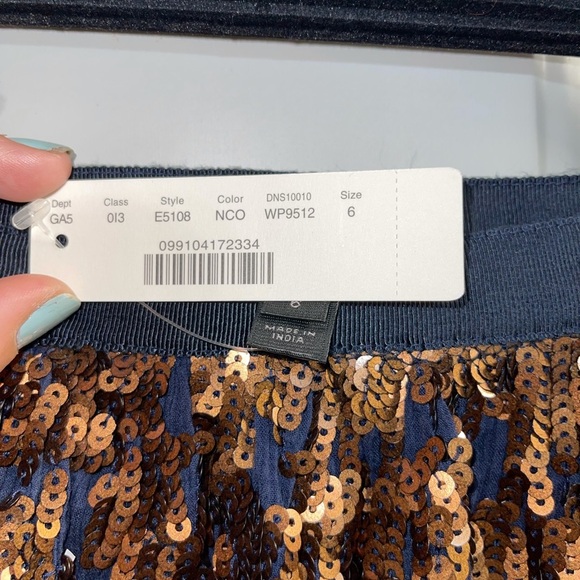 Dept Class Style Color DNS10010 Size
GA5 0I3 E5108 NCO WP9512 6
099104172334
MADE IN
INDIA